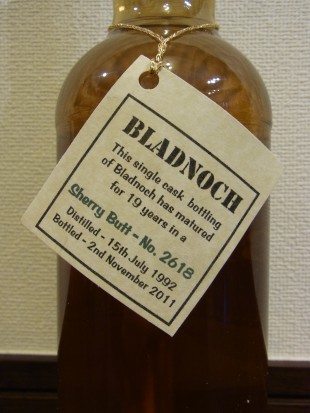 BLADNOCH
This single cask bottling
of Bladnoch has matured
for 19 years in a
Sherry Butt - No. 2618
Distilled - 15th July 1992
Bottled - 2nd November 2011